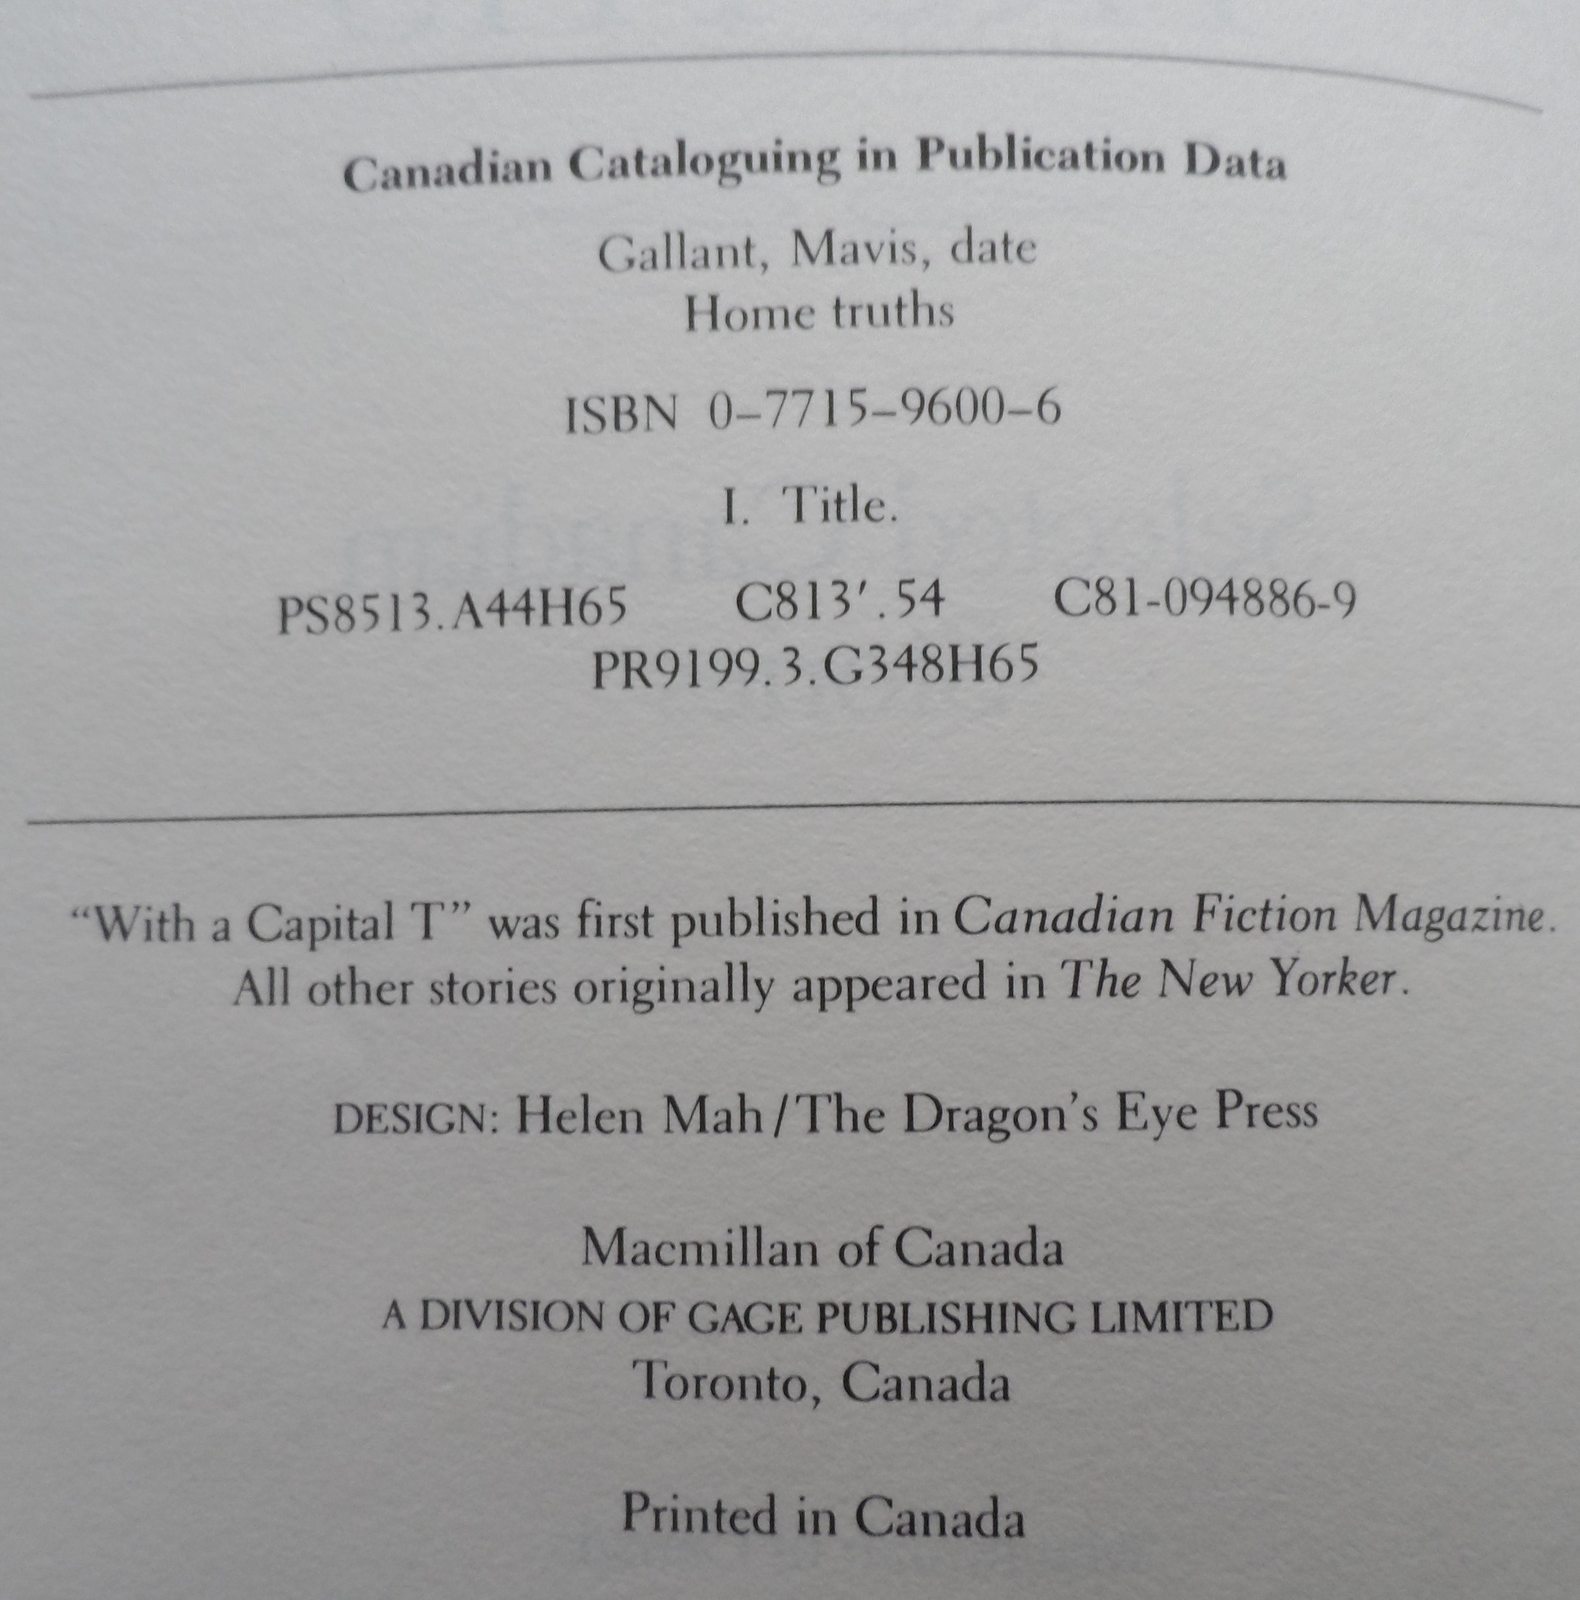 Canadian Cataloguing in Publication Data
Gallant, Mavis, date
Home truths
ISBN 0–7715–9600–6
I. Title.
PS8513.A44H65 C813′.54 C81-094886-9
PR9199.3.G348H65
“With a Capital T” was first published in Canadian Fiction Magazine.
All other stories originally appeared in The New Yorker.
DESIGN: Helen Mah/The Dragon’s Eye Press
Macmillan of Canada
A DIVISION OF GAGE PUBLISHING LIMITED
Toronto, Canada
Printed in Canada